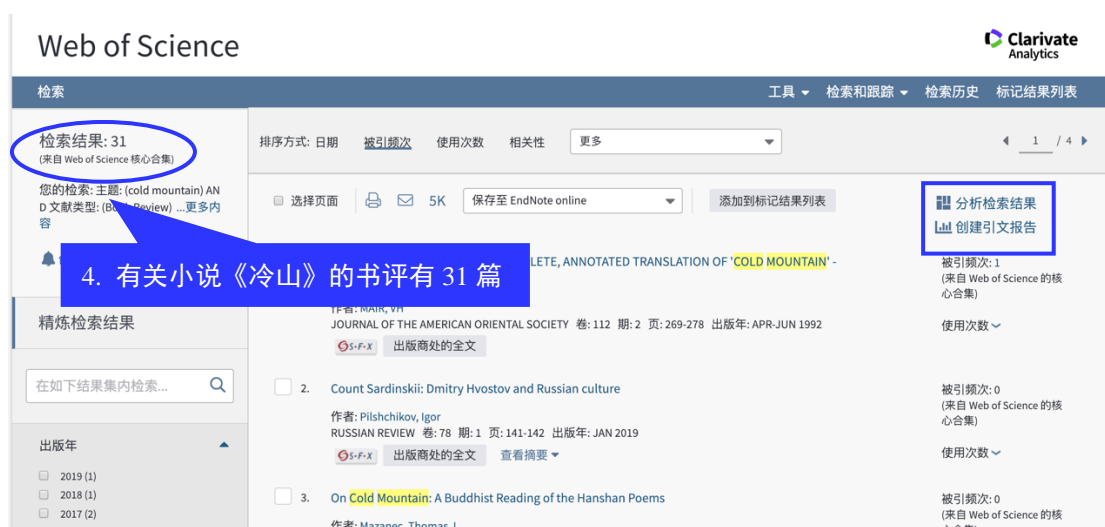 Web of Science
Clarivate
Analytics
检索
工具 检索和跟踪 检索历史 标记结果列表
检索结果: 31
(来自 Web of Science 核心合集)
您的检索: 主题: (cold mountain) AN
D 文献类型: (Book Review) ...更多内
容
排序方式: 日期 被引频次 使用次数 相关性 更多
1 / 4
选择页面 5K 保存至 EndNote online 添加到标记结果列表
分析检索结果
创建引文报告
4. 有关小说《冷山》的书评有 31 篇
ANNOTATED TRANSLATION OF 'COLD MOUNTAIN' -
作者: MAIR, VH
JOURNAL OF THE AMERICAN ORIENTAL SOCIETY 卷: 112 期: 2 页: 269-278 出版年: APR-JUN 1992
S·F·X 出版商处的全文
被引频次: 1
(来自 Web of Science 的核
心合集)
使用次数
精炼检索结果
在如下结果集内检索...
出版年
2019 (1)
2018 (1)
2017 (2)
2. Count Sardinskii: Dmitry Hvostov and Russian culture
作者: Pilshchikov, Igor
RUSSIAN REVIEW 卷: 78 期: 1 页: 141-142 出版年: JAN 2019
S·F·X 出版商处的全文 查看摘要
被引频次: 0
(来自 Web of Science 的核
心合集)
使用次数
3. On Cold Mountain: A Buddhist Reading of the Hanshan Poems
作者: Mazanec, Thomas J.
被引频次: 0
(来自 Web of Science 的核